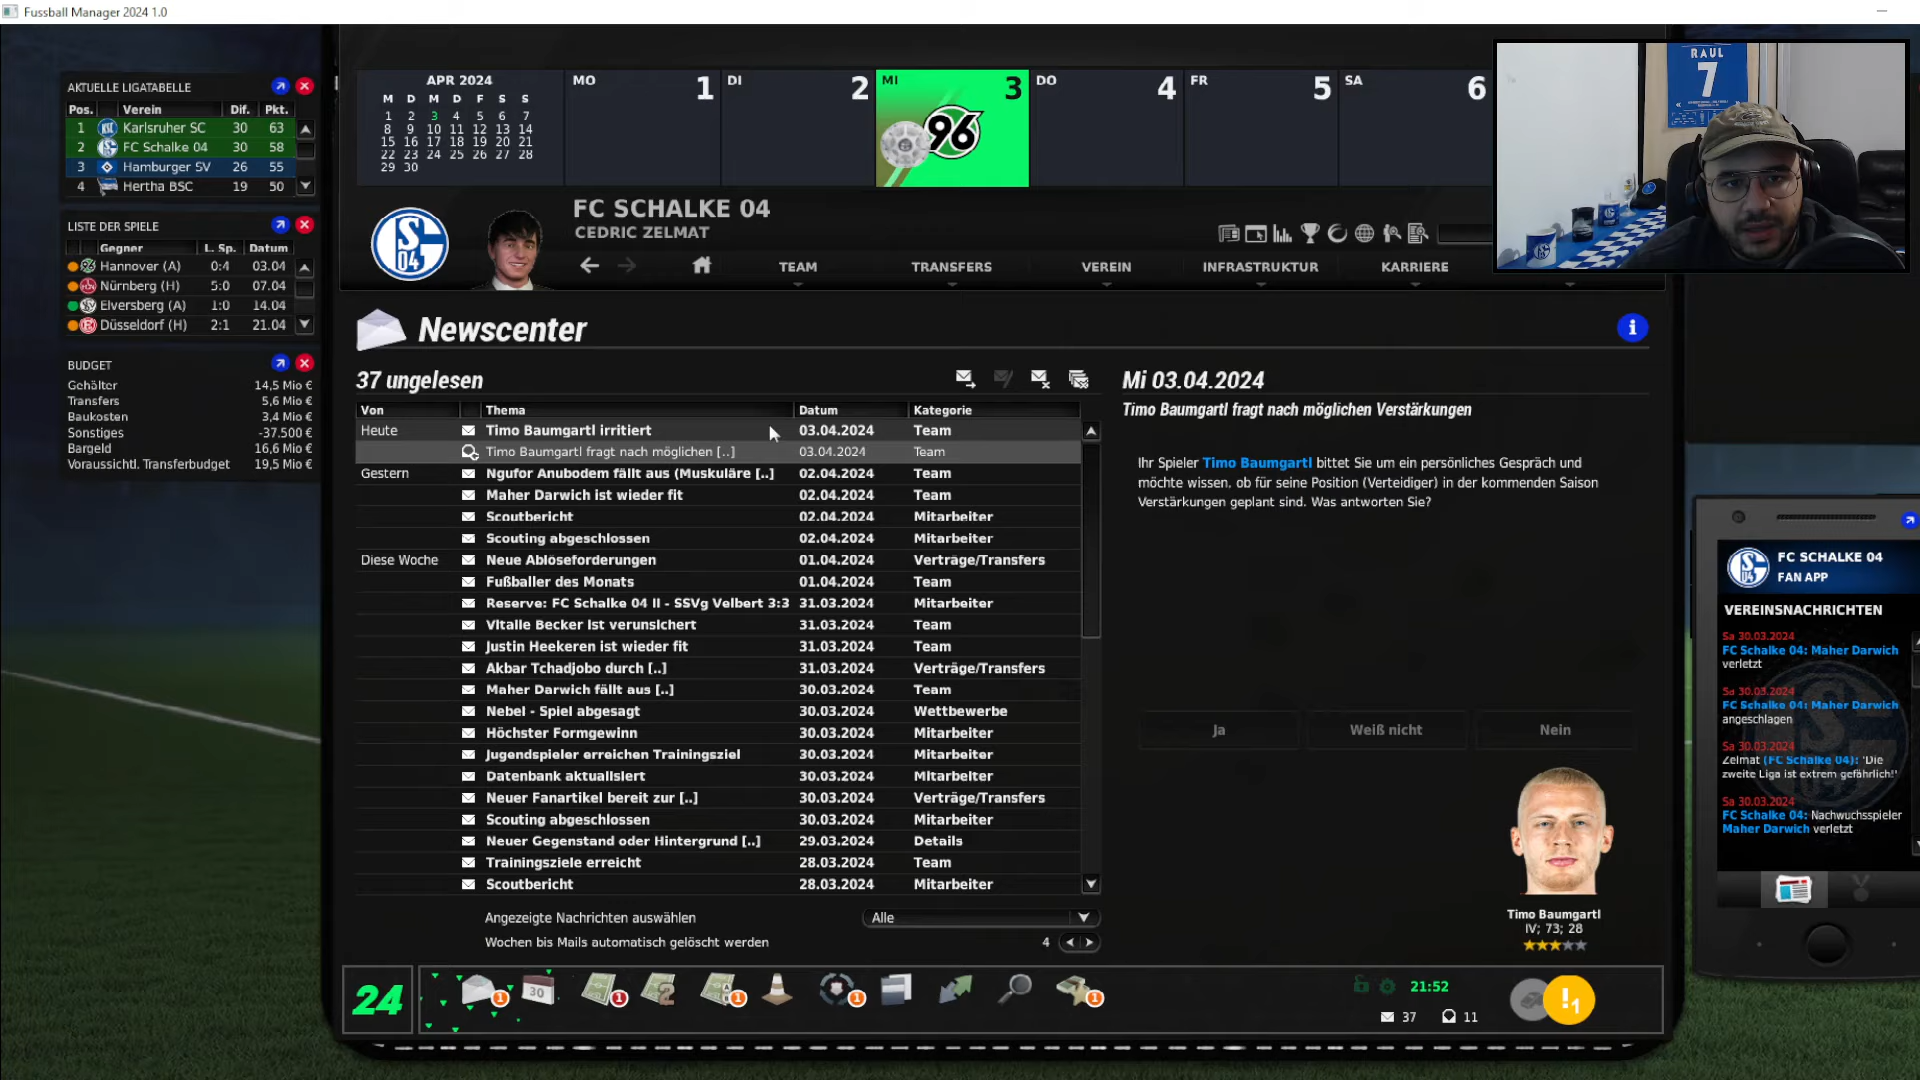 Fussball Manager 2024 1.0
AKTUELLE LIGATABELLE
Pos. Verein Dif. Pkt.
1 Karlsruher SC 30 63
2 FC Schalke 04 30 58
3 Hamburger SV 26 55
4 Hertha BSC 19 50
LISTE DER SPIELE
Gegner L. Sp. Datum
Hannover (A) 0:4 03.04
Nürnberg (H) 5:0 07.04
Elversberg (A) 1:0 14.04
Düsseldorf (H) 2:1 21.04
BUDGET
Gehälter 14,5 Mio €
Transfers 5,6 Mio €
Baukosten 3,4 Mio €
Sonstiges -37.500 €
Bargeld 16,6 Mio €
Voraussichtl. Transferbudget 19,5 Mio €
APR 2024
M D M D F S S
1 2 3 4 5 6 7
8 9 10 11 12 13 14
15 16 17 18 19 20 21
22 23 24 25 26 27 28
29 30
MO 1 DI 2 MI 3 DO 4 FR 5 SA 6
96
RAUL
7
FC SCHALKE 04
CEDRIC ZELMAT
TEAM TRANSFERS VEREIN INFRASTRUKTUR KARRIERE
Newscenter
37 ungelesen
Von Thema Datum Kategorie
Heute Timo Baumgartl irritiert 03.04.2024 Team
Timo Baumgartl fragt nach möglichen [..] 03.04.2024 Team
Gestern Ngufor Anubodem fällt aus (Muskuläre [..] 02.04.2024 Team
Maher Darwich ist wieder fit 02.04.2024 Team
Scoutbericht 02.04.2024 Mitarbeiter
Scouting abgeschlossen 02.04.2024 Mitarbeiter
Diese Woche Neue Ablöseforderungen 01.04.2024 Verträge/Transfers
Fußballer des Monats 01.04.2024 Team
Reserve: FC Schalke 04 II - SSVg Velbert 3:3 31.03.2024 Mitarbeiter
Vitalie Becker ist verunsichert 31.03.2024 Team
Justin Heekeren ist wieder fit 31.03.2024 Team
Akbar Tchadjobo durch [..] 31.03.2024 Verträge/Transfers
Maher Darwich fällt aus [..] 30.03.2024 Team
Nebel - Spiel abgesagt 30.03.2024 Wettbewerbe
Höchster Formgewinn 30.03.2024 Mitarbeiter
Jugendspieler erreichen Trainingsziel 30.03.2024 Mitarbeiter
Datenbank aktualisiert 30.03.2024 Mitarbeiter
Neuer Fanartikel bereit zur [..] 30.03.2024 Verträge/Transfers
Scouting abgeschlossen 30.03.2024 Mitarbeiter
Neuer Gegenstand oder Hintergrund [..] 29.03.2024 Details
Trainingsziele erreicht 28.03.2024 Team
Scoutbericht 28.03.2024 Mitarbeiter
Angezeigte Nachrichten auswählen Alle
Wochen bis Mails automatisch gelöscht werden 4
Mi 03.04.2024
Timo Baumgartl fragt nach möglichen Verstärkungen
Ihr Spieler Timo Baumgartl bittet Sie um ein persönliches Gespräch und
möchte wissen, ob für seine Position (Verteidiger) in der kommenden Saison
Verstärkungen geplant sind. Was antworten Sie?
Ja Weiß nicht Nein
Timo Baumgartl
IV; 73; 28
FC SCHALKE 04
FAN APP
VEREINSNACHRICHTEN
Sa 30.03.2024
FC Schalke 04: Maher Darwich
verletzt
Sa 30.03.2024
FC Schalke 04: Maher Darwich
angeschlagen
Sa 30.03.2024
Zelmat (FC Schalke 04): 'Die
zweite Liga ist extrem gefährlich!'
Sa 30.03.2024
FC Schalke 04: Nachwuchsspieler
Maher Darwich verletzt
24
1 30 1 2 1 1 1
21:52
37 11
!1